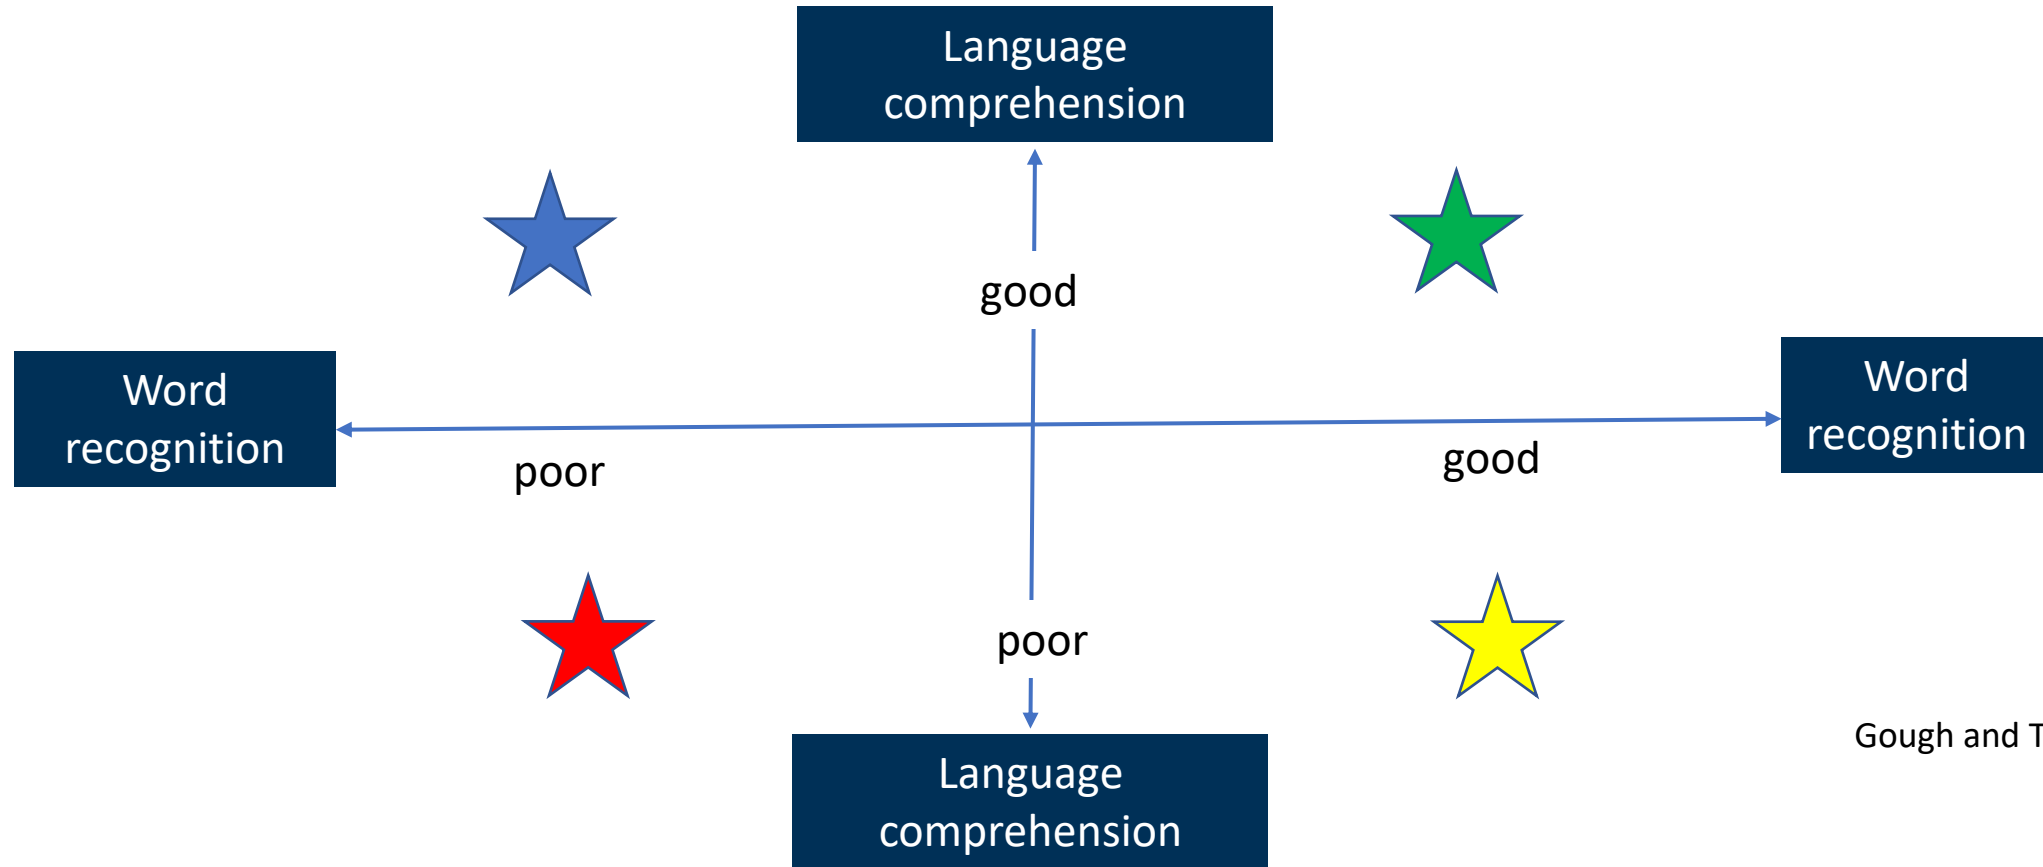 Language
comprehension
good
Word
recognition
Word
recognition
poor
good
poor
Gough and T
Language
comprehension